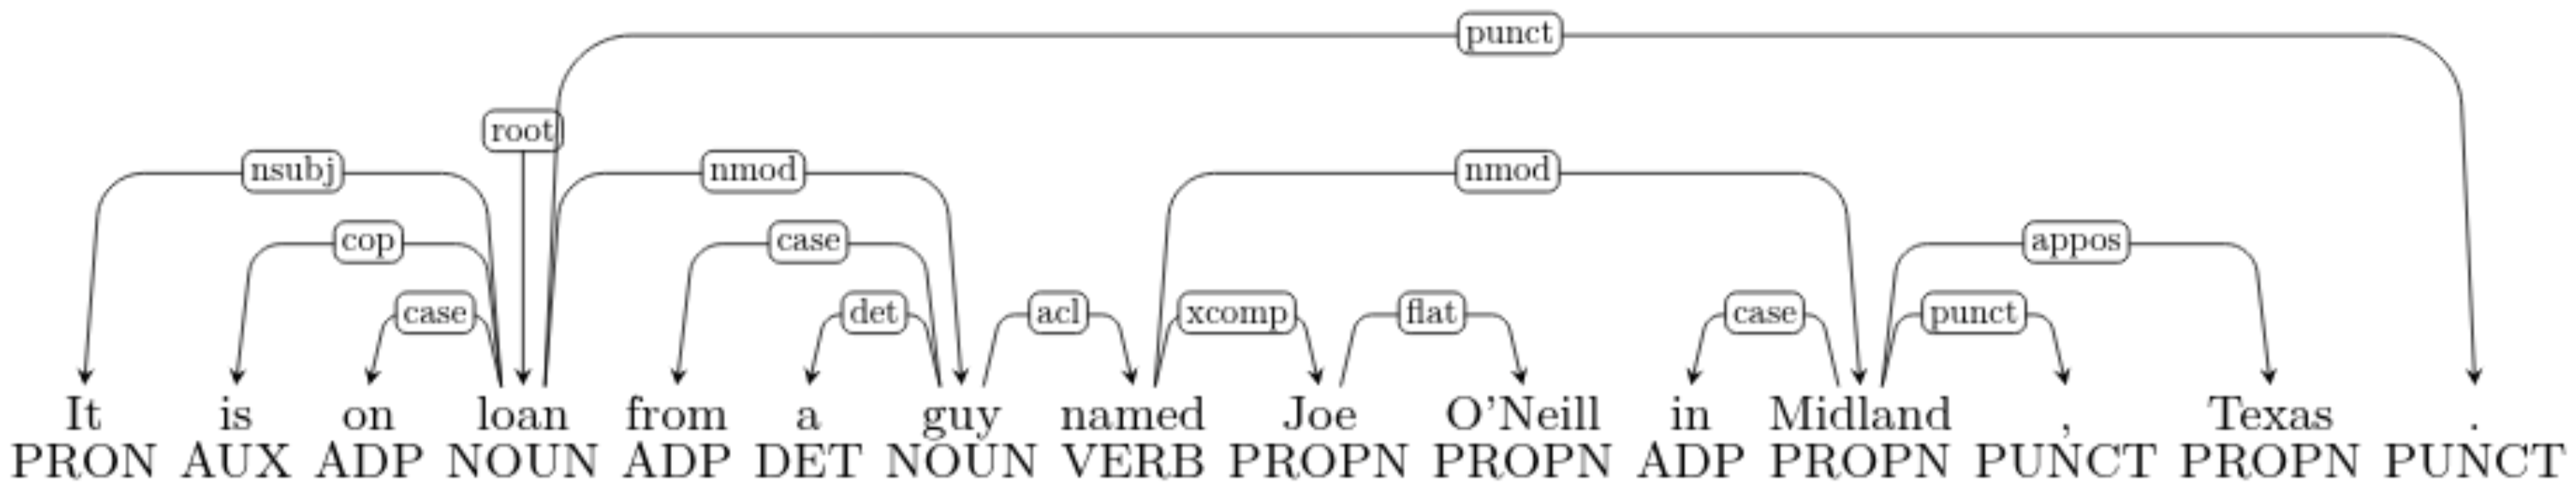 punct
root
nsubj nmod nmod
cop case appos
case det acl xcomp flat case punct
It is on loan from a guy named Joe O'Neill in Midland , Texas .
PRON AUX ADP NOUN ADP DET NOUN VERB PROPN PROPN ADP PROPN PUNCT PROPN PUNCT